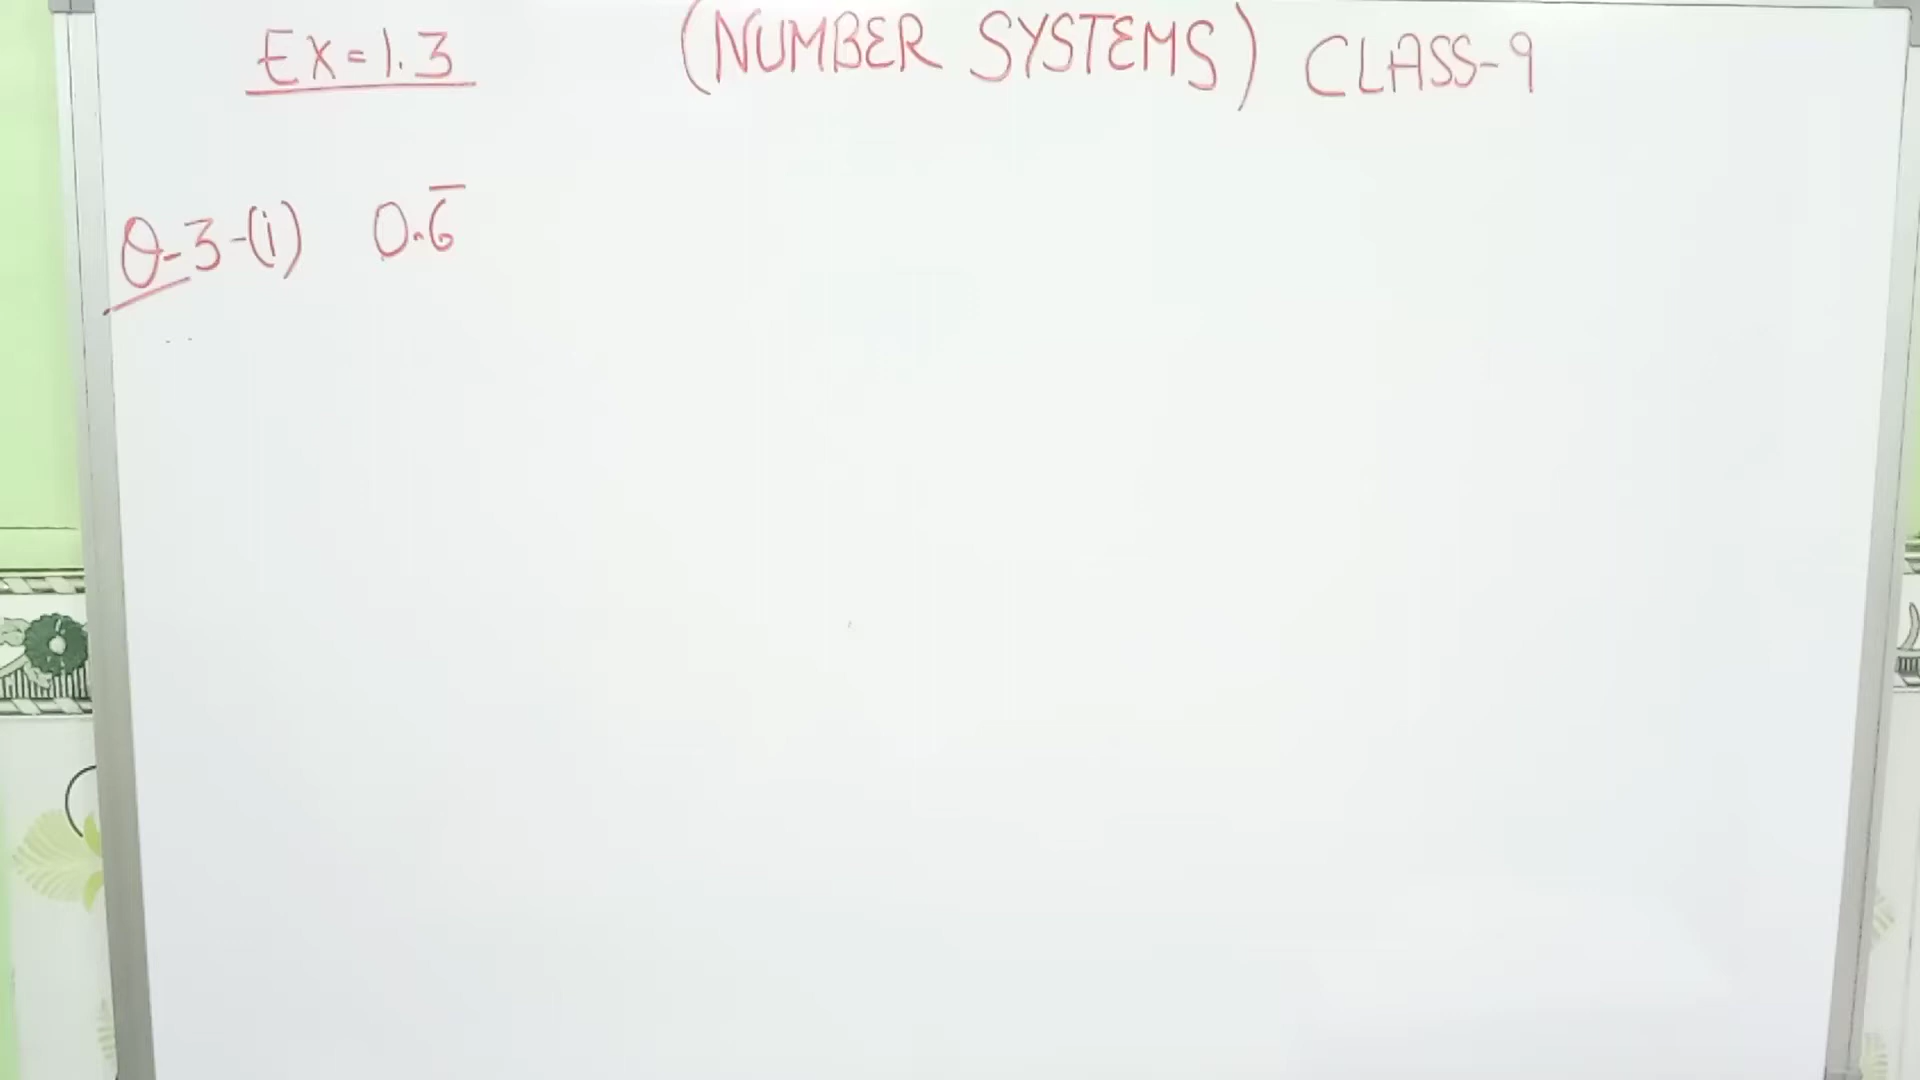 EX=1.3 (NUMBER SYSTEMS) CLASS-9
Q-3-(i) 0.6̅